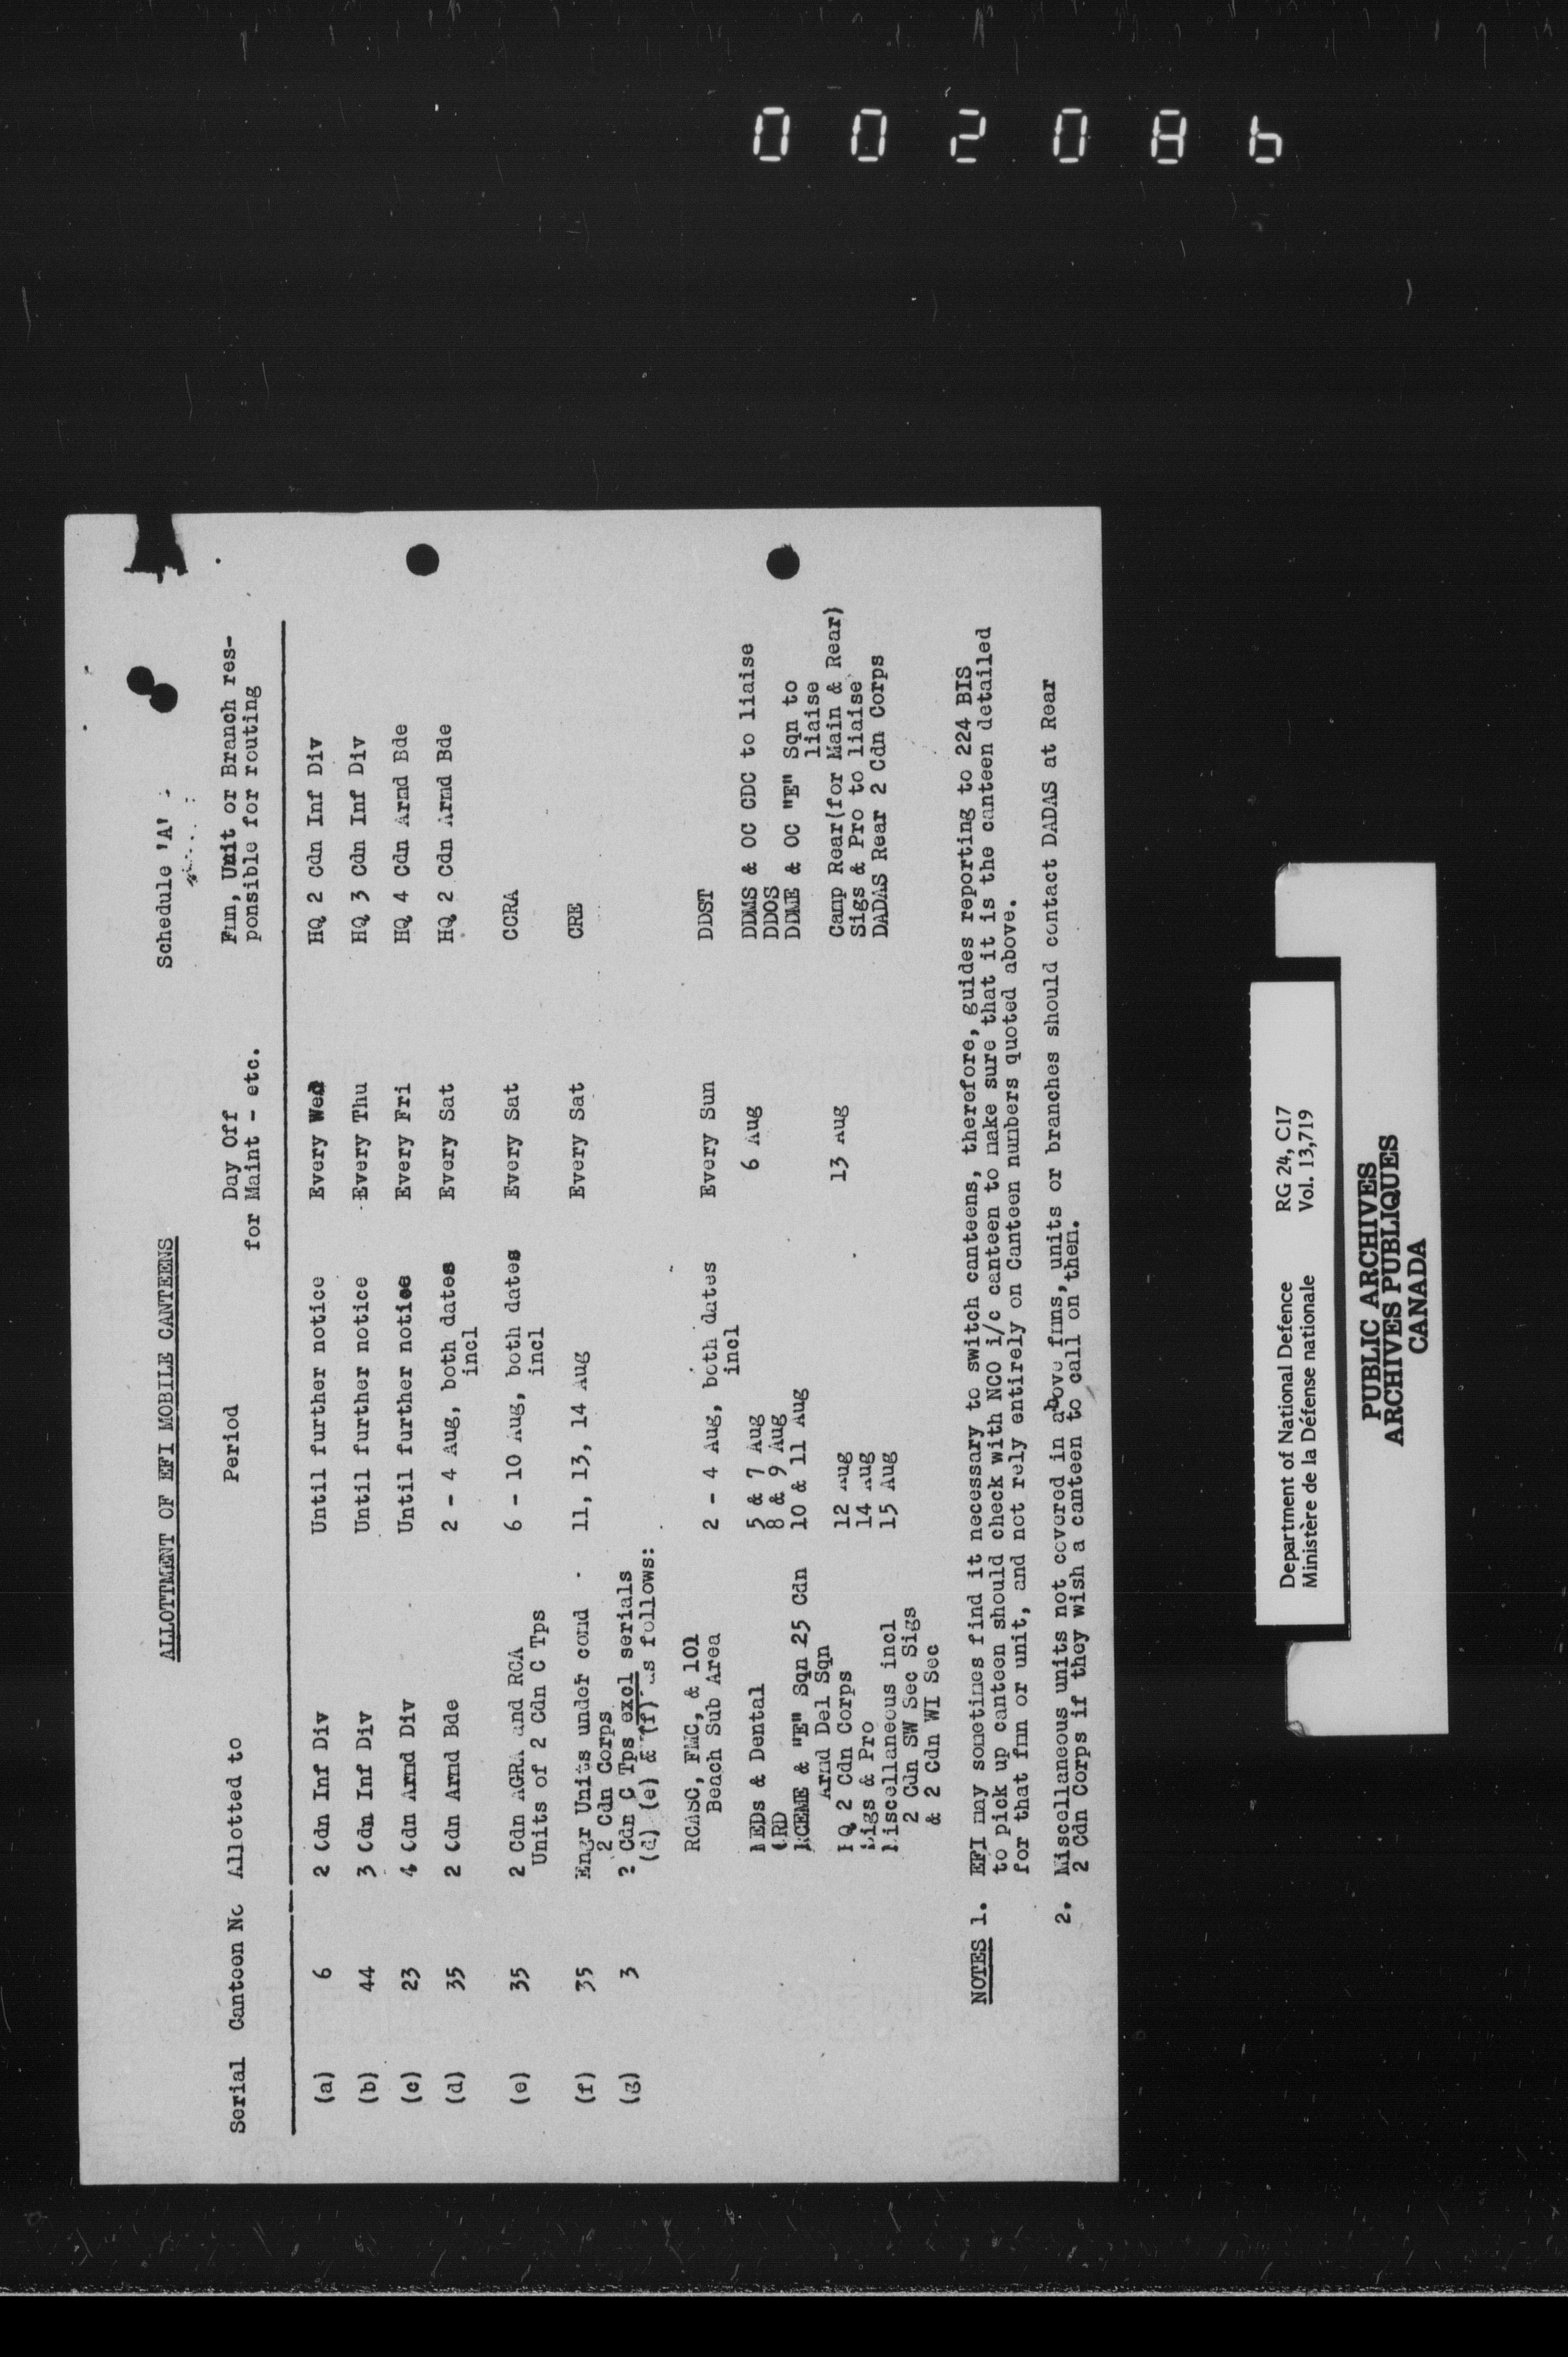 002086
Schedule 'A'
ALLOTTMENT OF EFI MOBILE CANTEENS
Serial Canteen No Allotted to Period Day Off for Maint - etc. Fmn, Unit or Branch res-
ponsible for routing
(a) 6 2 Cdn Inf Div Until further notice Every Wed HQ 2 Cdn Inf Div
(b) 44 3 Cdn Inf Div Until further notice Every Thu HQ 3 Cdn Inf Div
(c) 23 4 Cdn Armd Div Until further notice Every Fri HQ 4 Cdn Armd Bde
(d) 35 2 Cdn Armd Bde 2 - 4 Aug, both dates Every Sat HQ 2 Cdn Armd Bde
incl
(e) 35 2 Cdn AGRA and RCA 6 - 10 Aug, both dates Every Sat CCRA
Units of 2 Cdn C Tps incl
(f) 35 Engr Units under comd 11, 13, 14 Aug Every Sat CRE
2 Cdn Corps
(g) 3 2 Cdn C Tps excl serials
(d) (e) & (f) as follows:
RCASC, FMC, & 101 2 - 4 Aug, both dates Every Sun DDST
Beach Sub Area incl
MEDs & Dental 5 & 7 Aug 6 Aug DDMS & OC CDC to liaise
ORD 8 & 9 Aug DDOS
RCEME & "E" Sqn 25 Cdn 10 & 11 Aug DDME & OC "E" Sqn to
Armd Del Sqn liaise
HQ 2 Cdn Corps 12 Aug 13 Aug Camp Rear(for Main & Rear)
Sigs & Pro 14 Aug Sigs & Pro to liaise
Miscellaneous incl 15 Aug DADAS Rear 2 Cdn Corps
2 Cdn SW Sec Sigs
& 2 Cdn WI Sec
NOTES 1. EFI may sometimes find it necessary to switch canteens, therefore, guides reporting to 224 BIS
to pick up canteen should check with NCO i/c canteen to make sure that it is the canteen detailed
for that fmn or unit, and not rely entirely on Canteen numbers quoted above.
2. Miscellaneous units not covered in above fmns, units or branches should contact DADAS at Rear
2 Cdn Corps if they wish a canteen to call on them.
Department of National Defence RG 24, C17
Ministère de la Défense nationale Vol. 13,719
PUBLIC ARCHIVES
ARCHIVES PUBLIQUES
CANADA